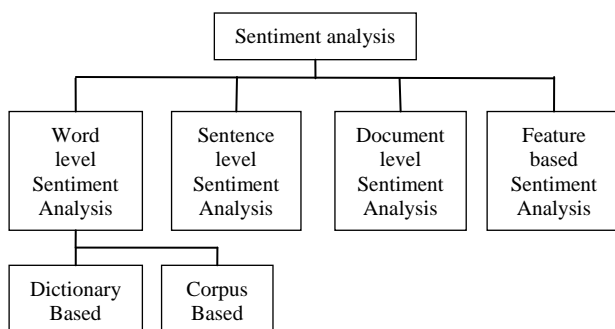 Sentiment analysis
Word
level
Sentiment
Analysis
Sentence
level
Sentiment
Analysis
Document
level
Sentiment
Analysis
Feature
based
Sentiment
Analysis
Dictionary
Based
Corpus
Based